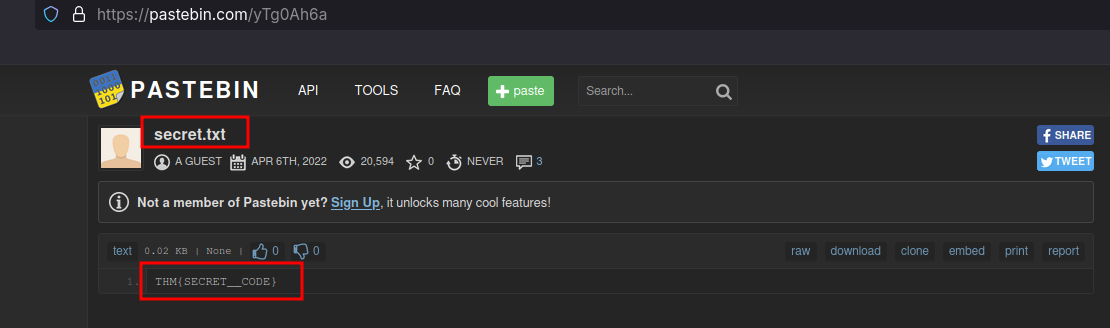 https://pastebin.com/yTg0Ah6a
PASTEBIN API TOOLS FAQ paste Search...
secret.txt
SHARE
A GUEST APR 6TH, 2022 20,594 0 NEVER 3
TWEET
Not a member of Pastebin yet? Sign Up, it unlocks many cool features!
text 0.02 KB | None | 0 0 raw download clone embed print report
1. THM{SECRET__CODE}